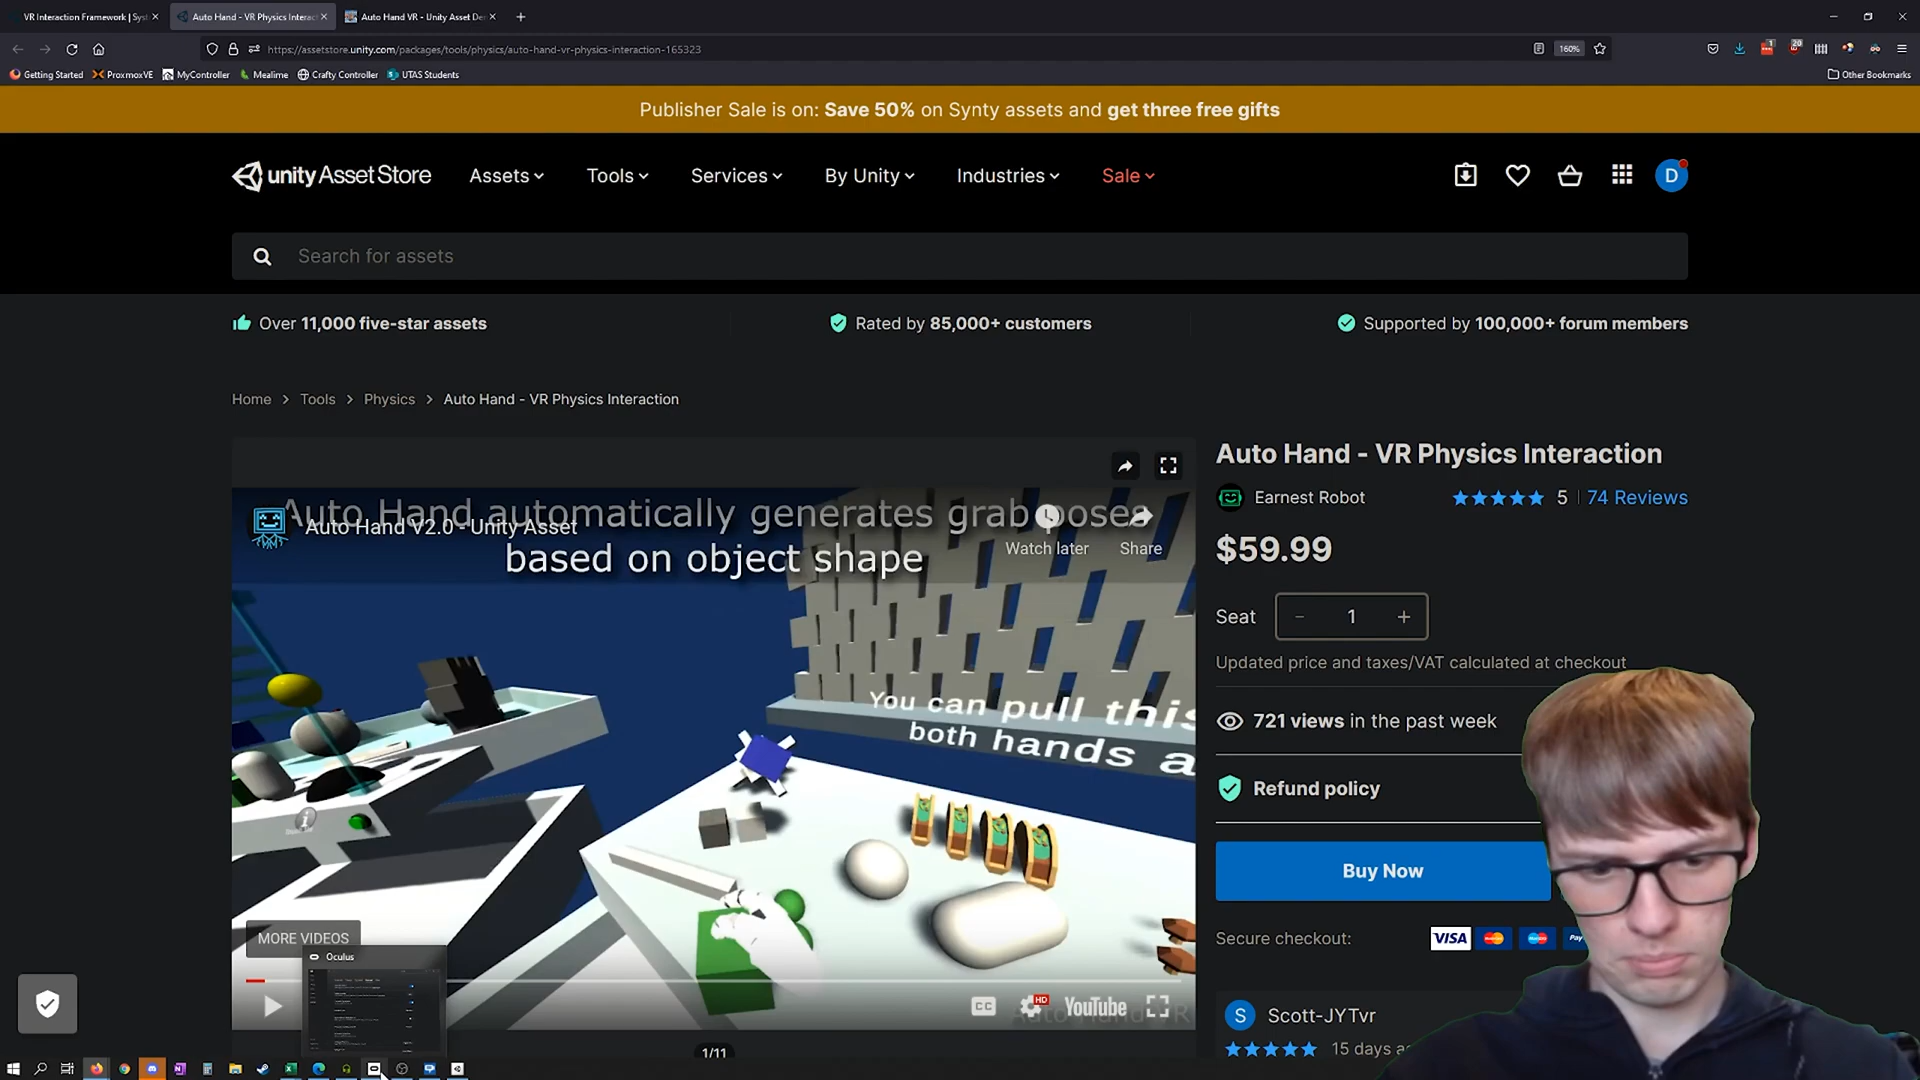 VR Interaction Framework | Sys
Auto Hand - VR Physics Interact
Auto Hand VR - Unity Asset De
https://assetstore.unity.com/packages/tools/physics/auto-hand-vr-physics-interaction-165323
160%
1
20
Getting Started
ProxmoxVE
MyController
Mealime
Crafty Controller
UTAS Students
Other Bookmarks
Publisher Sale is on: Save 50% on Synty assets and get three free gifts
unity Asset Store
Assets
Tools
Services
By Unity
Industries
Sale
D
Search for assets
Over 11,000 five-star assets
Rated by 85,000+ customers
Supported by 100,000+ forum members
Home > Tools > Physics > Auto Hand - VR Physics Interaction
Auto Hand automatically generates grab poses
based on object shape
Auto Hand V2.0 - Unity Asset
Watch later
Share
You can pull this
both hands a
MORE VIDEOS
Oculus
CC
HD
YouTube
1/11
Auto Hand - VR Physics Interaction
Earnest Robot
5 | 74 Reviews
$59.99
Seat
- 1 +
Updated price and taxes/VAT calculated at checkout
721 views in the past week
Refund policy
Buy Now
Secure checkout:
VISA
Pay
S
Scott-JYTvr
15 days a